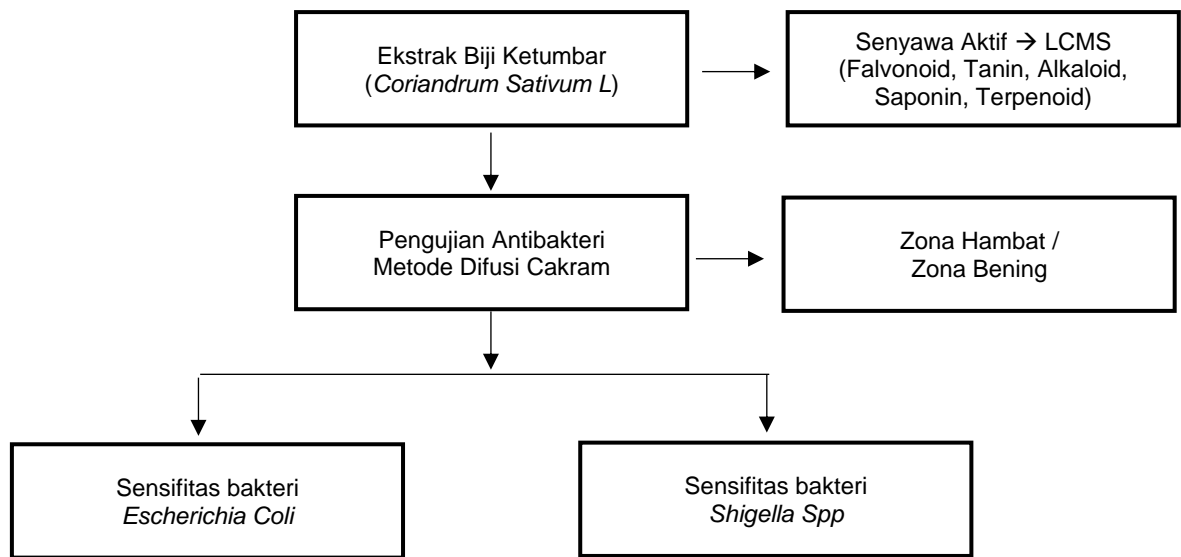 Ekstrak Biji Ketumbar
(Coriandrum Sativum L)
Senyawa Aktif → LCMS
(Falvonoid, Tanin, Alkaloid,
Saponin, Terpenoid)
Pengujian Antibakteri
Metode Difusi Cakram
Zona Hambat /
Zona Bening
Sensifitas bakteri
Escherichia Coli
Sensifitas bakteri
Shigella Spp